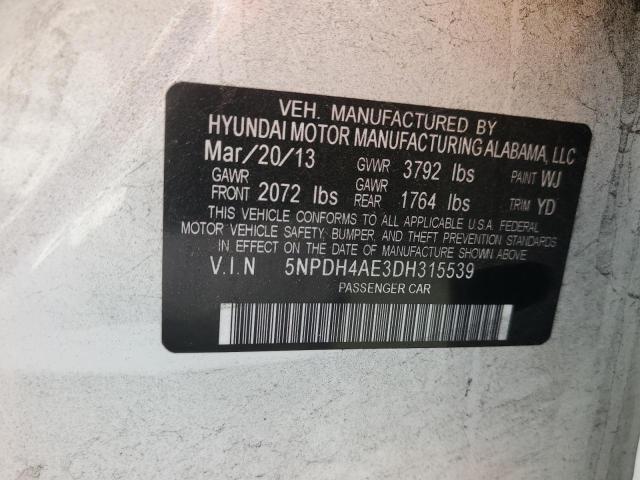 VEH. MANUFACTURED BY
HYUNDAI MOTOR MANUFACTURING ALABAMA, LLC
Mar/20/13 GVWR 3792 lbs PAINT WJ
GAWR FRONT 2072 lbs GAWR REAR 1764 lbs TRIM YD
THIS VEHICLE CONFORMS TO ALL APPLICABLE U.S.A. FEDERAL
MOTOR VEHICLE SAFETY, BUMPER, AND THEFT PREVENTION STANDARDS
IN EFFECT ON THE DATE OF MANUFACTURE SHOWN ABOVE.
V.I.N 5NPDH4AE3DH315539
PASSENGER CAR